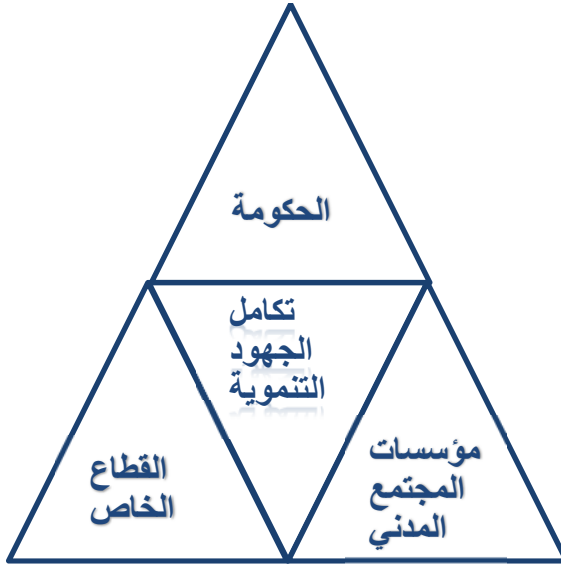 الحكومة
تكامل
الجهود
التنموية
مؤسسات
المجتمع
المدني
القطاع
الخاص